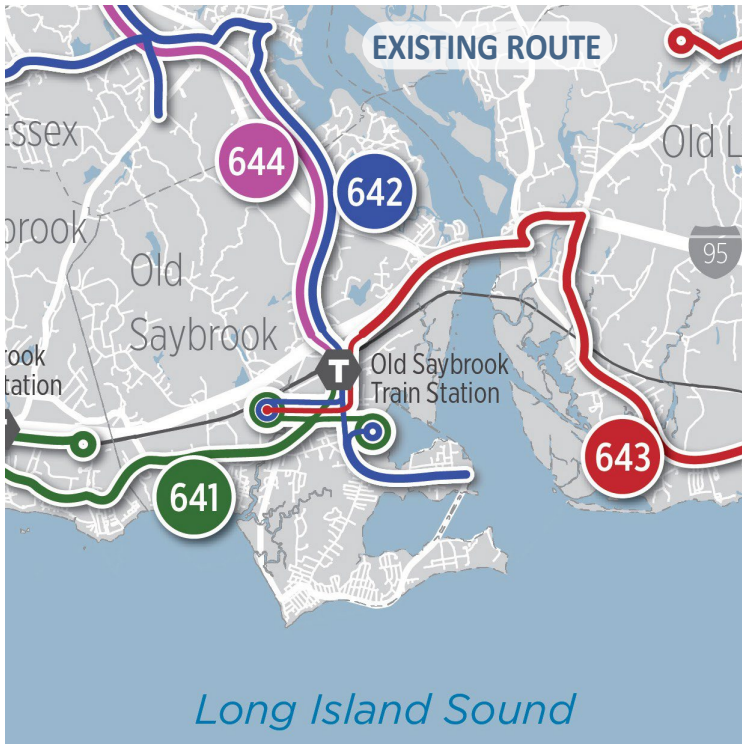 EXISTING ROUTE
Essex
Old L
644
642
brook
95
Old
Saybrook
rook
tation
T
Old Saybrook
Train Station
643
641
Long Island Sound